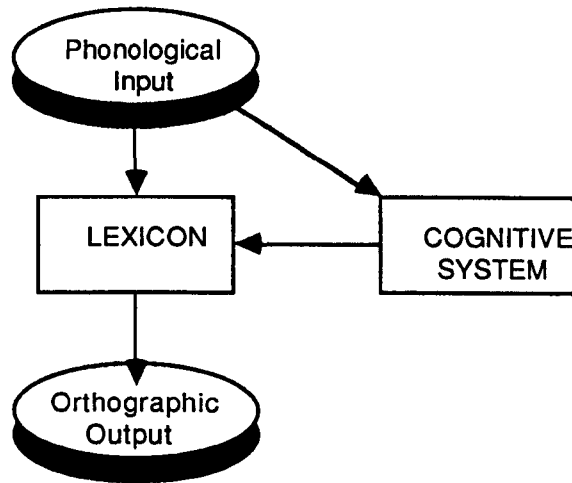 Phonological
Input
LEXICON
COGNITIVE
SYSTEM
Orthographic
Output